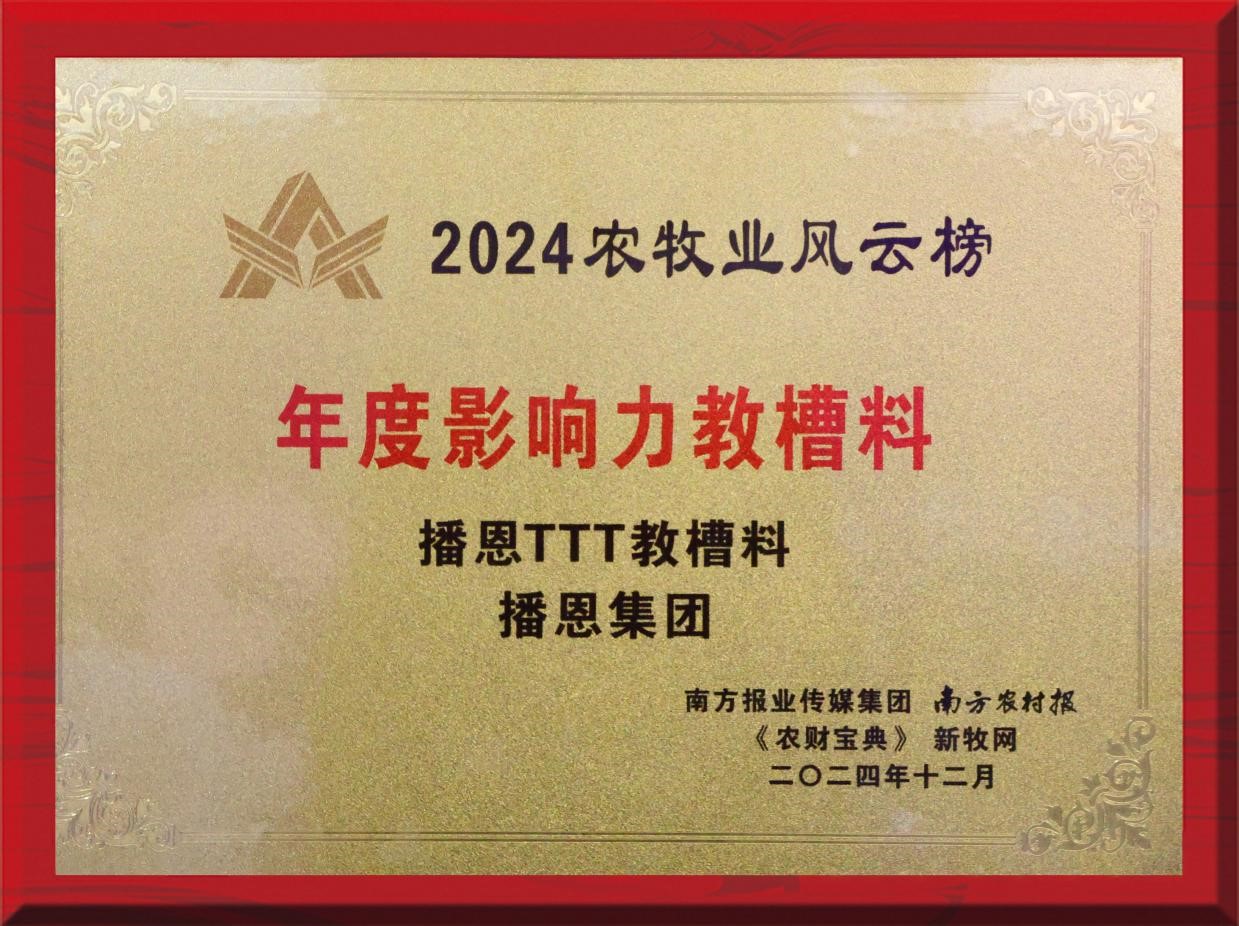 2024农牧业风云榜
年度影响力教槽料
播恩TTT教槽料
播恩集团
南方报业传媒集团 南方农村报
《农财宝典》 新牧网
二〇二四年十二月